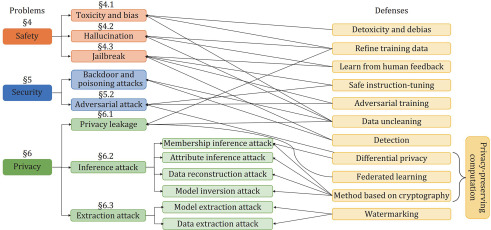 Problems
Defenses
§4
Safety
§4.1
Toxicity and bias
§4.2
Hallucination
§4.3
Jailbreak
§5
Security
Backdoor and
poisoning attacks
§5.2
Adversarial attack
§6
Privacy
§6.1
Privacy leakage
§6.2
Inference attack
Membership inference attack
Attribute inference attack
Data reconstruction attack
Model inversion attack
§6.3
Extraction attack
Model extraction attack
Data extraction attack
Detoxicity and debias
Refine training data
Learn from human feedback
Safe instruction-tuning
Adversarial training
Data uncleaning
Detection
Differential privacy
Federated learning
Method based on cryptography
Watermarking
Privacy-preserving
computation